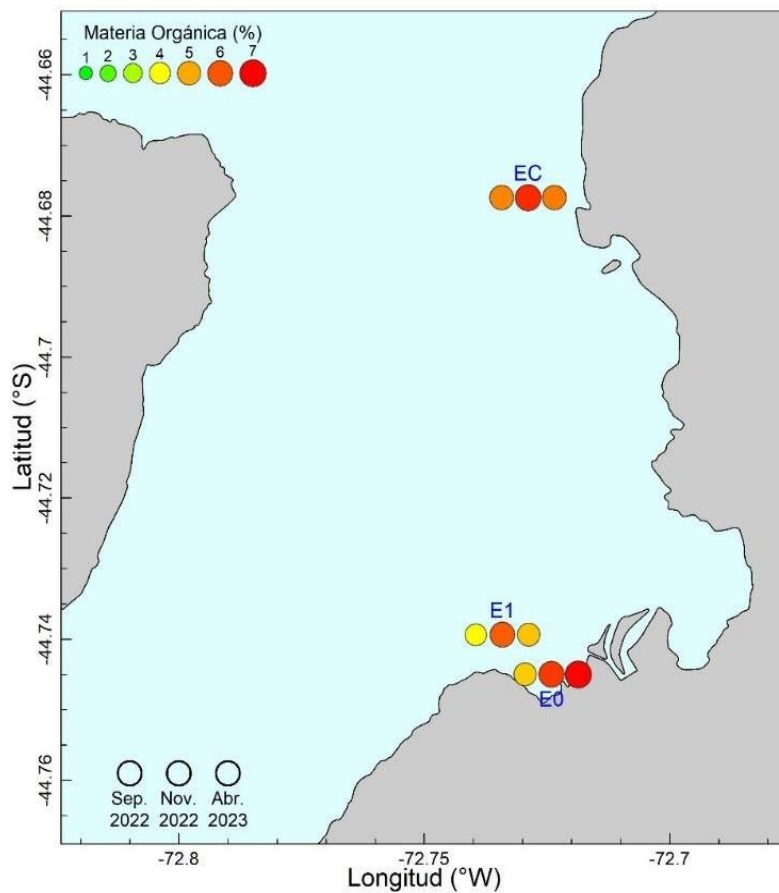 Materia Orgánica (%)
1 2 3 4 5 6 7
-44.66
EC
-44.68
-44.7
Latitud (°S)
-44.72
E1
-44.74
E0
-44.76
Sep. Nov. Abr.
2022 2022 2023
-72.8 -72.75 -72.7
Longitud (°W)